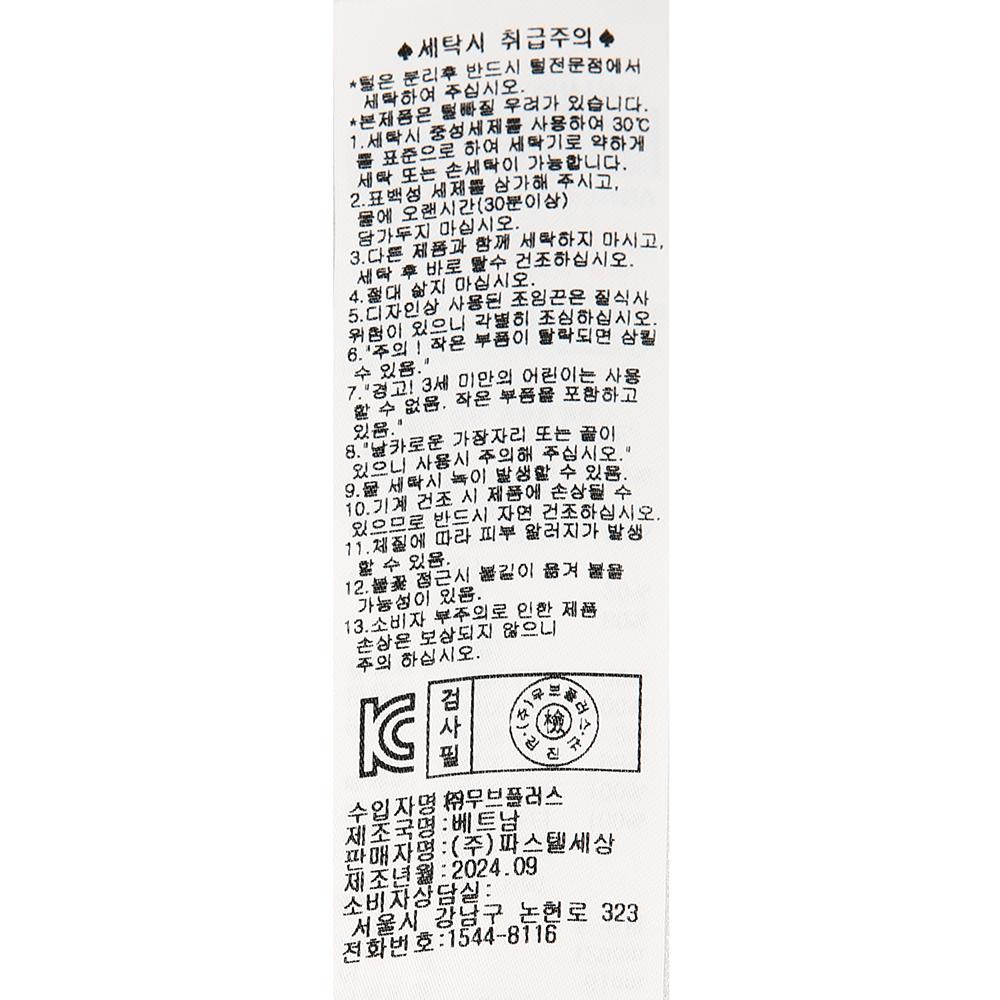 ♠세탁시 취급주의♠
*털은 분리후 반드시 털전문점에서
세탁하여 주십시오.
*본제품은 털빠질 우려가 있습니다.
1.세탁시 중성세제를 사용하여 30℃
를 표준으로 하여 세탁기로 약하게
세탁 또는 손세탁이 가능합니다.
2.표백성 세제를 삼가해 주시고,
물에 오랜시간(30분이상)
담가두지 마십시오.
3.다른 제품과 함께 세탁하지 마시고,
세탁 후 바로 탈수 건조하십시오.
4.절대 삶지 마십시오.
5.디자인상 사용된 조임끈은 질식사
위험이 있으니 각별히 조심하십시오.
6."주의! 작은 부품이 탈락되면 삼킬
수 있음."
7."경고! 3세 미만의 어린이는 사용
할 수 없음. 작은 부품을 포함하고
있음."
8."날카로운 가장자리 또는 끝이
있으니 사용시 주의해 주십시오."
9.물 세탁시 녹이 발생할 수 있음.
10.기계 건조 시 제품에 손상될 수
있으므로 반드시 자연 건조하십시오.
11.체질에 따라 피부 알러지가 발생
할 수 있음.
12.불꽃 접근시 불길이 옮겨 붙을
가능성이 있음.
13.소비자 부주의로 인한 제품
손상은 보상되지 않으니
주의 하십시오.
KC
검사필
(주)무브플러스
檢
김진규
수입자명:㈜무브플러스
제조국명:베트남
판매자명:(주)파스텔세상
제조년월:2024.09
소비자상담실:
서울시 강남구 논현로 323
전화번호:1544-8116